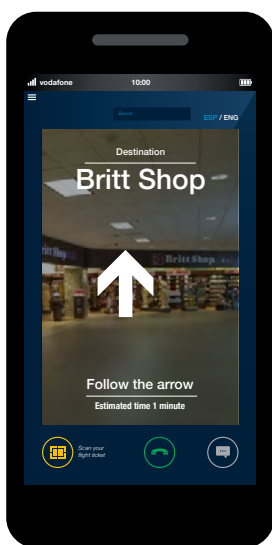 vodafone 10:00
ESP / ENG
Destination
Britt Shop
Britt Shop
Follow the arrow
Estimated time 1 minute
Scan your
flight ticket